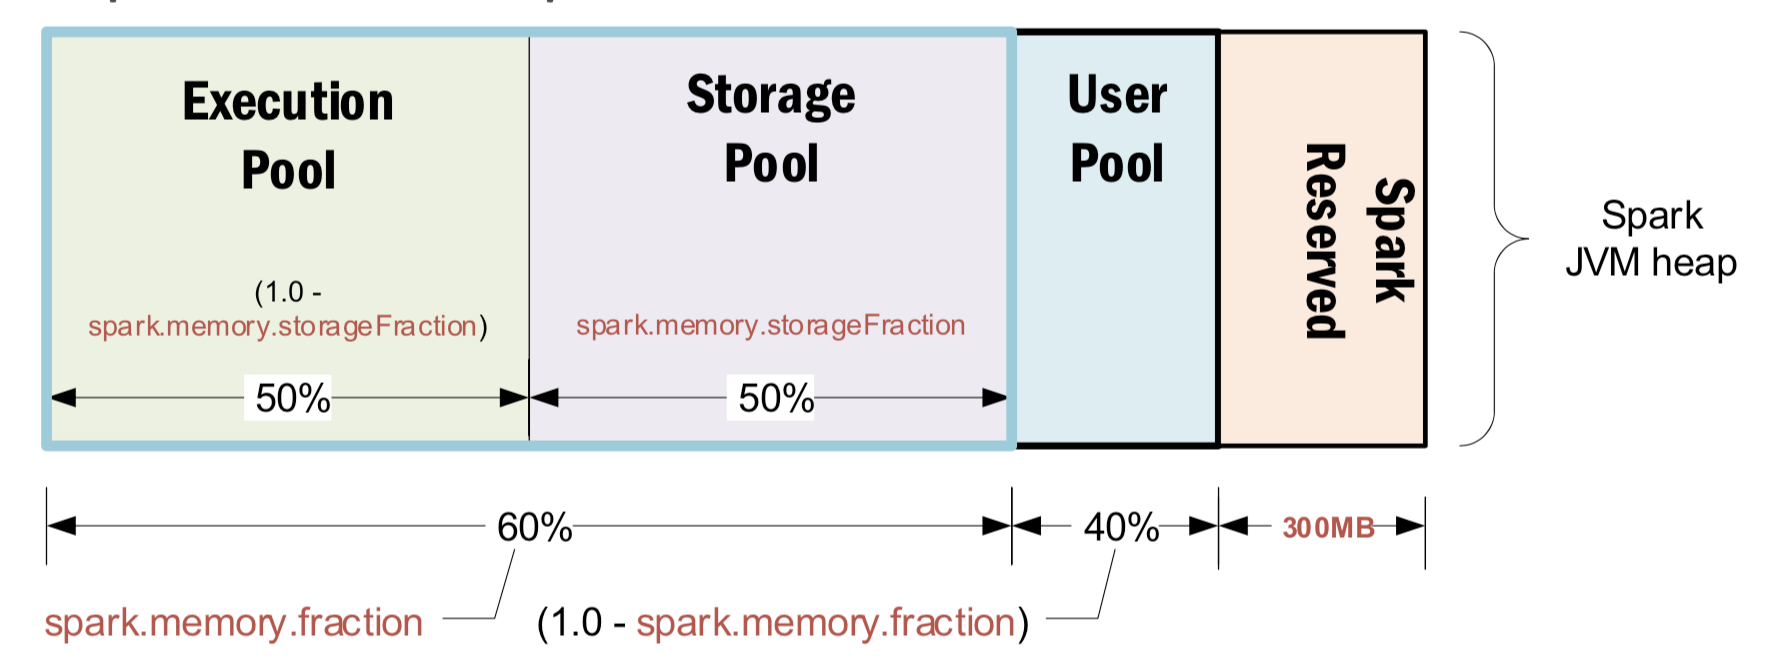 Execution
Pool
(1.0 -
spark.memory.storageFraction)
50%
Storage
Pool
spark.memory.storageFraction
50%
User
Pool
Spark
Reserved
Spark
JVM heap
60%
40%
300MB
spark.memory.fraction
(1.0 - spark.memory.fraction)